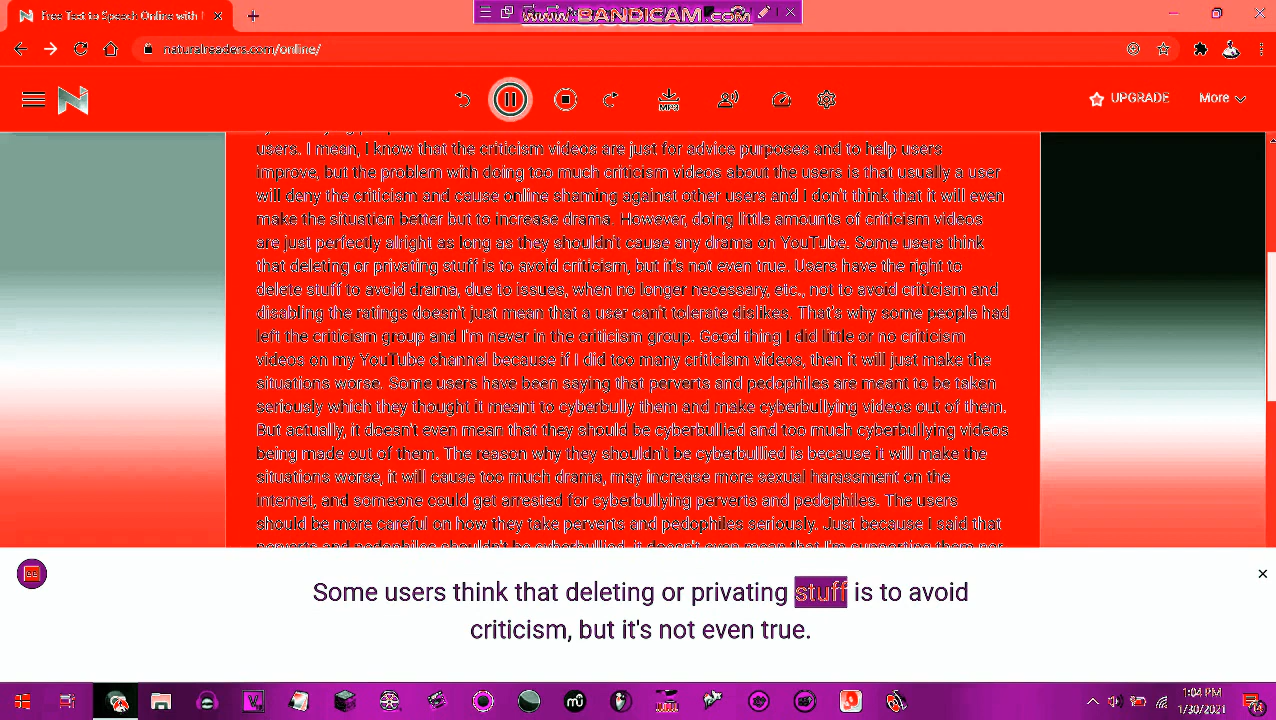 Free Text to Speech Online with
www.BANDICAM.com
naturalreaders.com/online/
MP3
UPGRADE
More
users. I mean, I know that the criticism videos are just for advice purposes and to help users
improve, but the problem with doing too much criticism videos about the users is that usually a user
will deny the criticism and cause online shaming against other users and I don't think that it will even
make the situation better but to increase drama. However, doing little amounts of criticism videos
are just perfectly alright as long as they shouldn't cause any drama on YouTube. Some users think
that deleting or privating stuff is to avoid criticism, but it's not even true. Users have the right to
delete stuff to avoid drama, due to issues, when no longer necessary, etc., not to avoid criticism and
disabling the ratings doesn't just mean that a user can't tolerate dislikes. That's why some people had
left the criticism group and I'm never in the criticism group. Good thing I did little or no criticism
videos on my YouTube channel because if I did too many criticism videos, then it will just make the
situations worse. Some users have been saying that perverts and pedophiles are meant to be taken
seriously which they thought it meant to cyberbully them and make cyberbullying videos out of them.
But actually, it doesn't even mean that they should be cyberbullied and too much cyberbullying videos
being made out of them. The reason why they shouldn't be cyberbullied is because it will make the
situations worse, it will cause too much drama, may increase more sexual harassment on the
internet, and someone could get arrested for cyberbullying perverts and pedophiles. The users
should be more careful on how they take perverts and pedophiles seriously. Just because I said that
perverts and pedophiles shouldn't be cyberbullied, it doesn't even mean that I'm supporting them nor
Some users think that deleting or privating stuff is to avoid
criticism, but it's not even true.
1:04 PM
1/30/2021